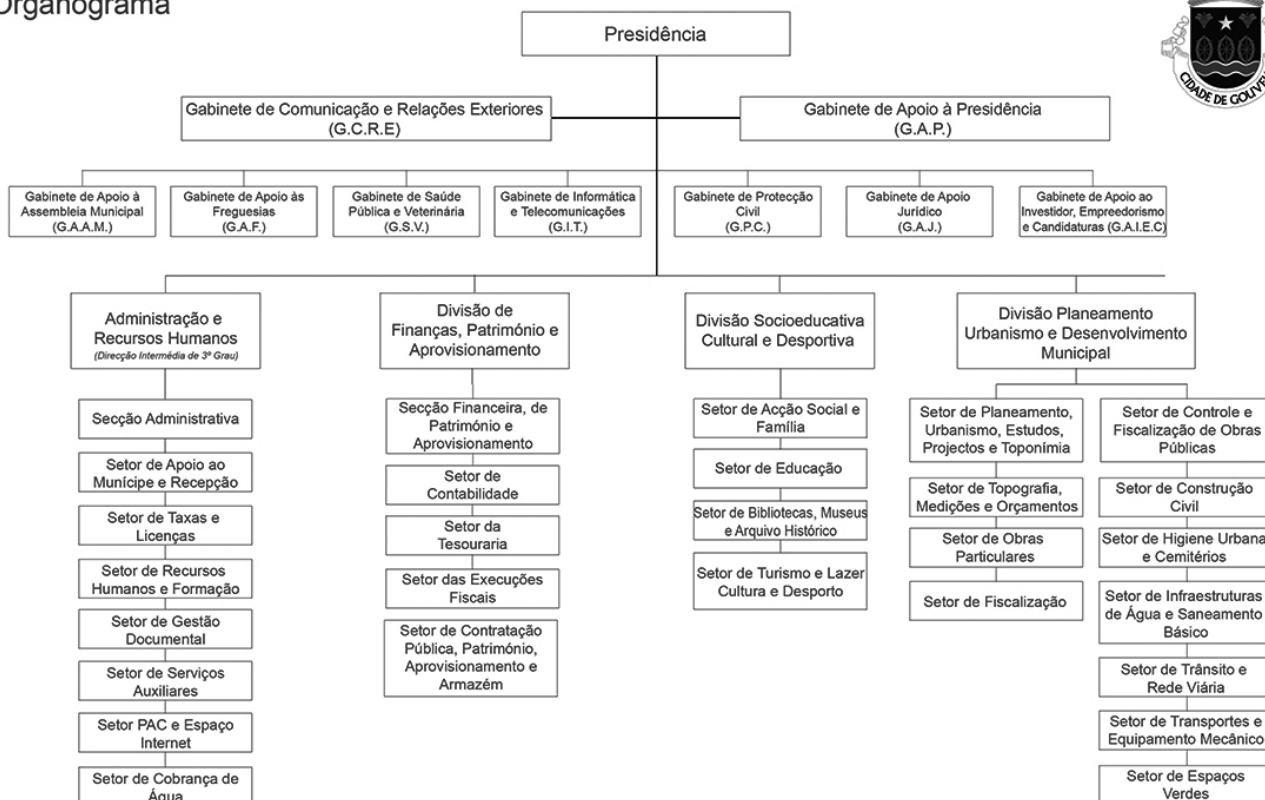 Organograma
CIDADE DE GOUVEIA
Presidência
Gabinete de Comunicação e Relações Exteriores
(G.C.R.E)
Gabinete de Apoio à Presidência
(G.A.P.)
Gabinete de Apoio à
Assembleia Municipal
(G.A.A.M.)
Gabinete de Apoio às
Freguesias
(G.A.F.)
Gabinete de Saúde
Pública e Veterinária
(G.S.V.)
Gabinete de Informática
e Telecomunicações
(G.I.T.)
Gabinete de Protecção
Civil
(G.P.C.)
Gabinete de Apoio
Jurídico
(G.A.J.)
Gabinete de Apoio ao
Investidor, Empreedorismo
e Candidaturas (G.A.I.E.C)
Administração e
Recursos Humanos
(Direcção Intermédia de 3º Grau)
Secção Administrativa
Setor de Apoio ao
Munícipe e Recepção
Setor de Taxas e
Licenças
Setor de Recursos
Humanos e Formação
Setor de Gestão
Documental
Setor de Serviços
Auxiliares
Setor PAC e Espaço
Internet
Setor de Cobrança de
Água
Divisão de
Finanças, Património e
Aprovisionamento
Secção Financeira, de
Património e
Aprovisionamento
Setor de
Contabilidade
Setor da
Tesouraria
Setor das Execuções
Fiscais
Setor de Contratação
Pública, Património,
Aprovisionamento e
Armazém
Divisão Socioeducativa
Cultural e Desportiva
Setor de Acção Social e
Família
Setor de Educação
Setor de Bibliotecas, Museus
e Arquivo Histórico
Setor de Turismo e Lazer
Cultura e Desporto
Divisão Planeamento
Urbanismo e Desenvolvimento
Municipal
Setor de Planeamento,
Urbanismo, Estudos,
Projectos e Toponímia
Setor de Topografia,
Medições e Orçamentos
Setor de Obras
Particulares
Setor de Fiscalização
Setor de Controle e
Fiscalização de Obras
Públicas
Setor de Construção
Civil
Setor de Higiene Urbana
e Cemitérios
Setor de Infraestruturas
de Água e Saneamento
Básico
Setor de Trânsito e
Rede Viária
Setor de Transportes e
Equipamento Mecânico
Setor de Espaços
Verdes